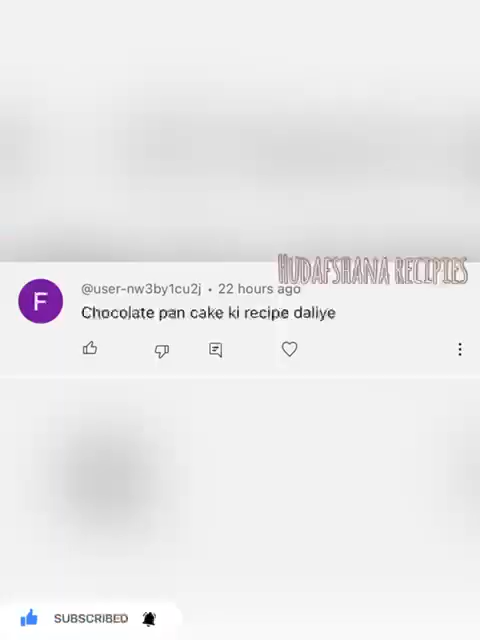 HUDAFSHANA RECIPIES
F
@user-nw3by1cu2j • 22 hours ago
Chocolate pan cake ki recipe daliye
SUBSCRIBED